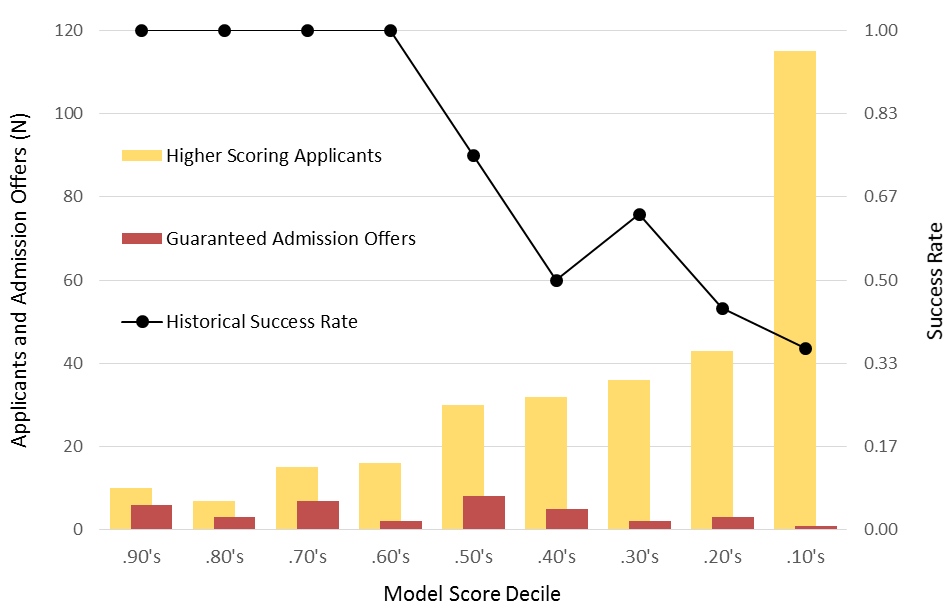 120
100
80
60
40
20
0
1.00
0.83
0.67
0.50
0.33
0.17
0.00
Applicants and Admission Offers (N)
Success Rate
Higher Scoring Applicants
Guaranteed Admission Offers
Historical Success Rate
.90's .80's .70's .60's .50's .40's .30's .20's .10's
Model Score Decile